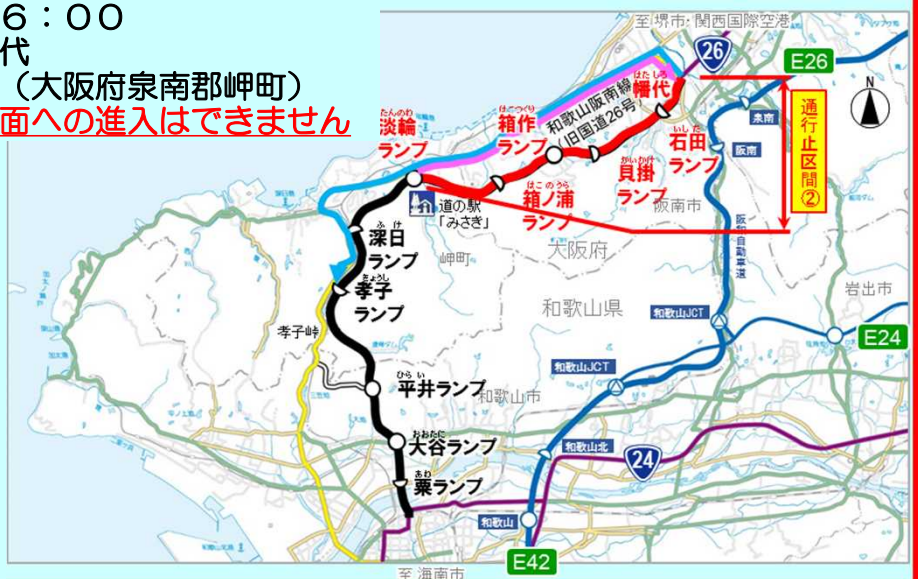 ６：００
代
（大阪府泉南郡岬町）
面への進入はできません
至 堺市・関西国際空港
26
E26
はたしろ
幡代
和歌山阪南線
（旧国道26号）
N
通行止区間②
泉南
阪南
たんのわ
淡輪
ランプ
はこつくり
箱作
ランプ
いしだ
石田
ランプ
かいかけ
貝掛
ランプ
はこのうら
箱ノ浦
ランプ
阪南市
道の駅
「みさき」
ふけ
深日
ランプ
岬町
大阪府
阪和自動車道
きょうし
孝子
ランプ
和歌山県
岩出市
和歌山JCT
孝子峠
E24
和歌山JCT
ひらい
平井ランプ
和歌山市
おおたに
大谷ランプ
和歌山北
24
あわ
粟ランプ
和歌山
E42
至 海南市